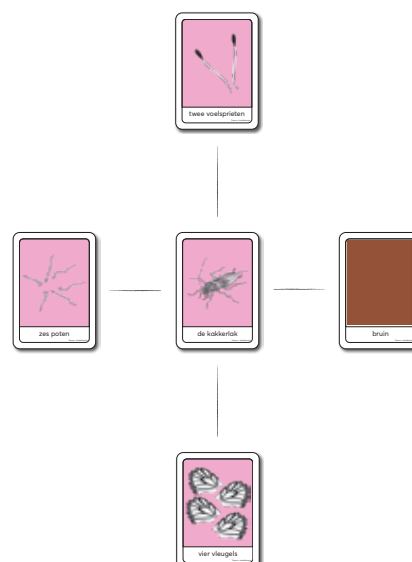 twee voelsprieten
zes poten
de kakkerlak
bruin
vier vleugels